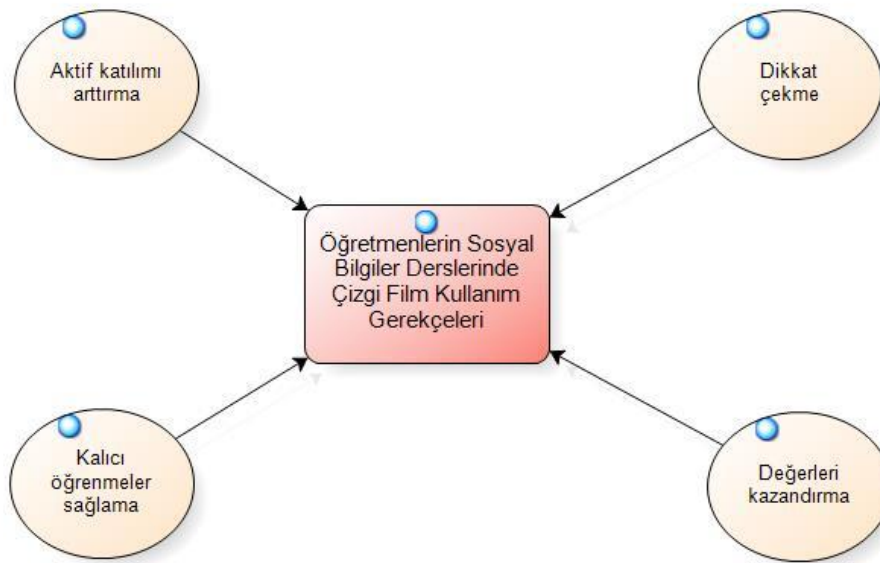 Aktif katılımı
arttırma
Dikkat
çekme
Öğretmenlerin Sosyal
Bilgiler Derslerinde
Çizgi Film Kullanım
Gerekçeleri
Kalıcı
öğrenmeler
sağlama
Değerleri
kazandırma